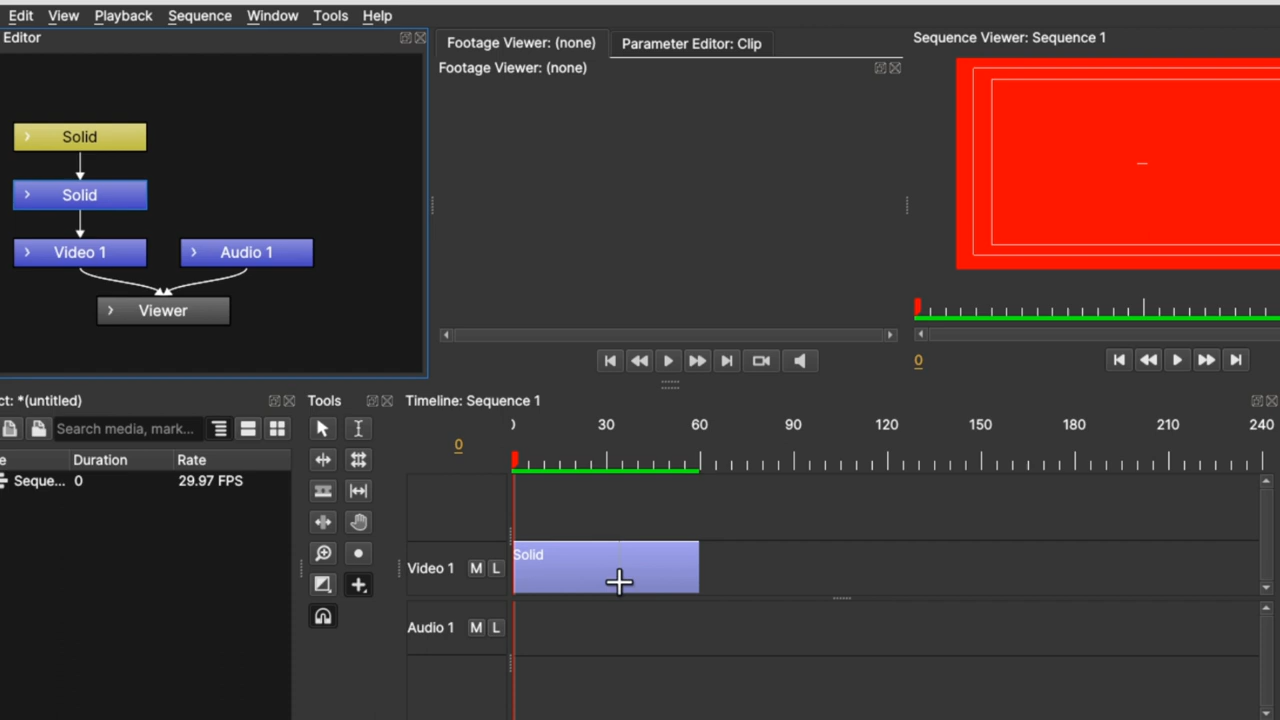 Edit View Playback Sequence Window Tools Help
Editor
Footage Viewer: (none)
Parameter Editor: Clip
Footage Viewer: (none)
Sequence Viewer: Sequence 1
Solid
Solid
Video 1
Audio 1
Viewer
0
ct: *(untitled)
Search media, mark...
e Duration Rate
Seque... 0 29.97 FPS
Tools
Timeline: Sequence 1
0
0 30 60 90 120 150 180 210 240
Solid
Video 1 M L
Audio 1 M L